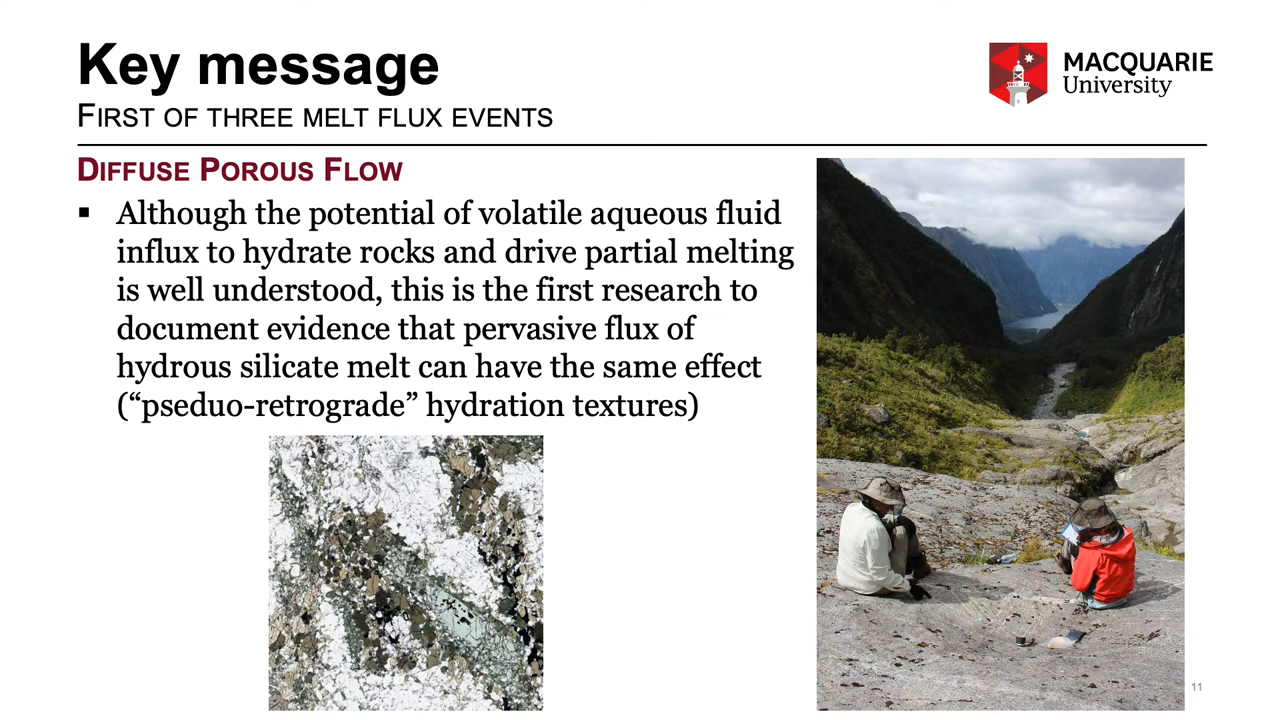 Key message
FIRST OF THREE MELT FLUX EVENTS
MACQUARIE
University
DIFFUSE POROUS FLOW
▪ Although the potential of volatile aqueous fluid
influx to hydrate rocks and drive partial melting
is well understood, this is the first research to
document evidence that pervasive flux of
hydrous silicate melt can have the same effect
(“pseduo-retrograde” hydration textures)
11